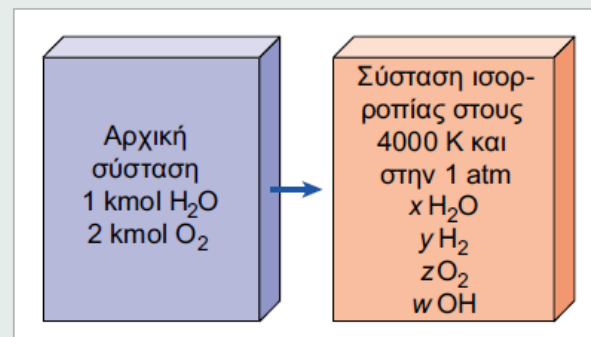 Αρχική
σύσταση
1 kmol H₂O
2 kmol O₂
Σύσταση ισορ-
ροπίας στους
4000 K και
στην 1 atm
x H₂O
y H₂
z O₂
w OH